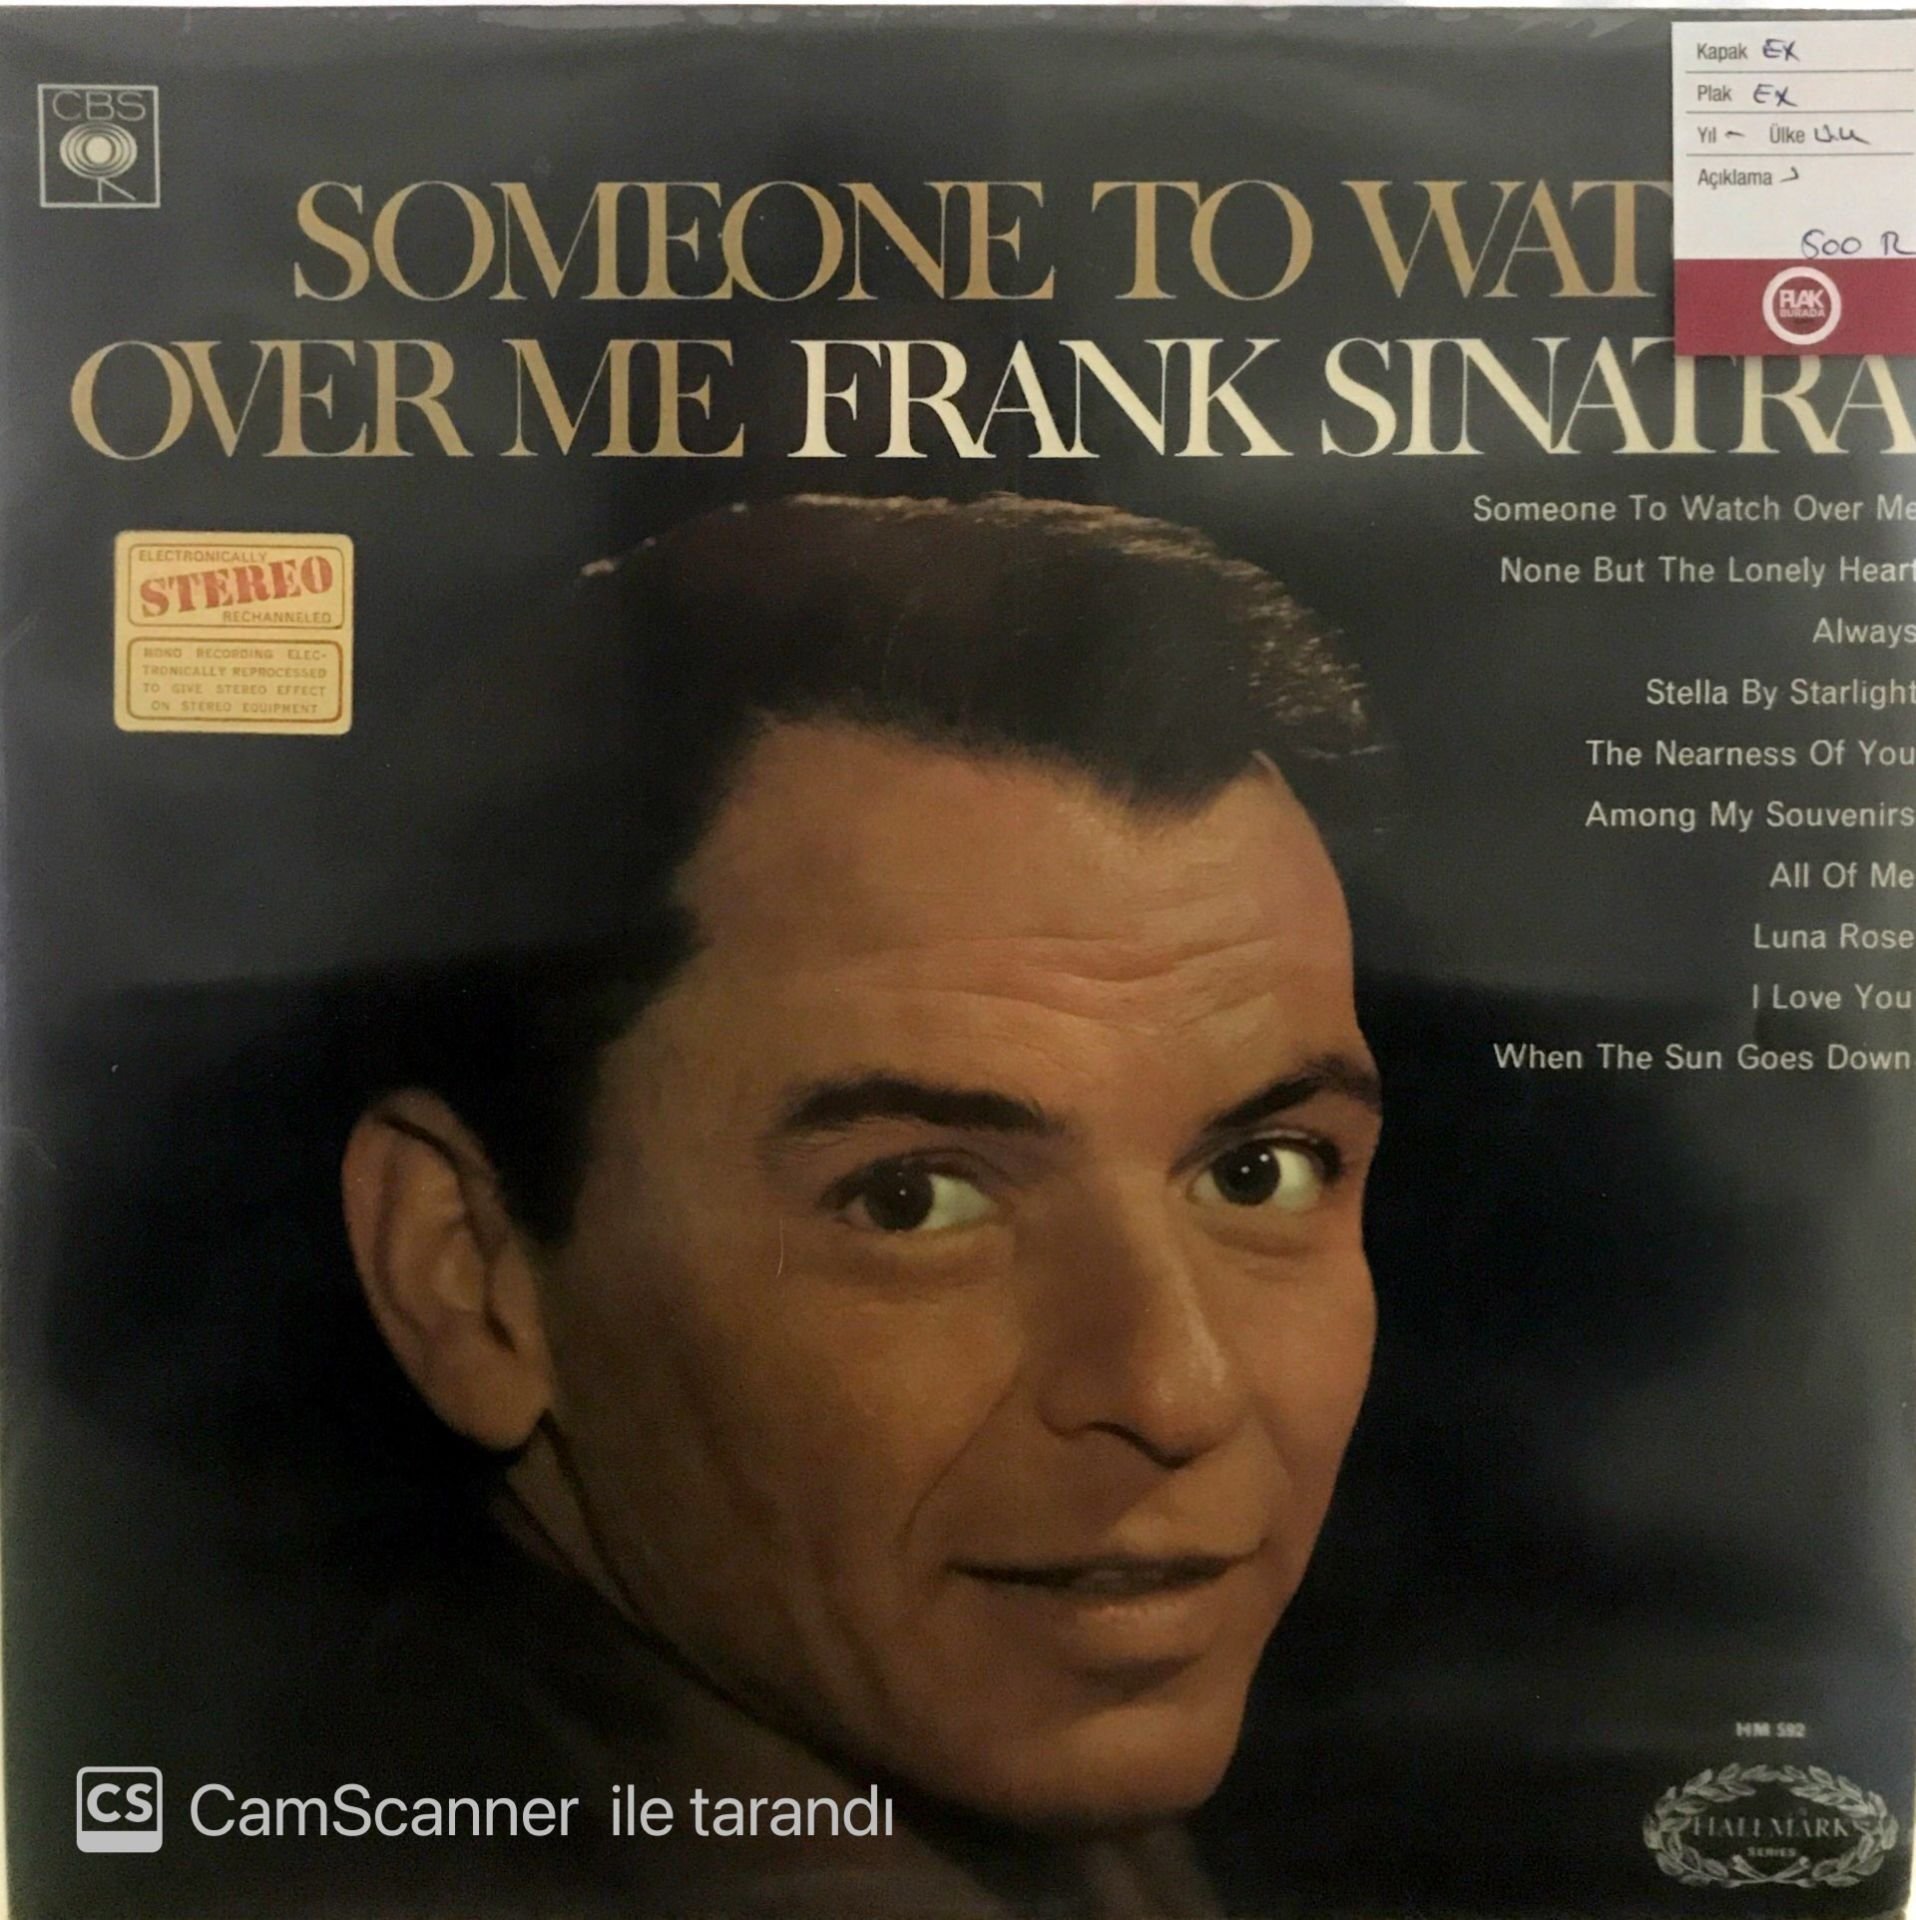 CBS
Kapak EX
Plak EX
Yıl - Ülke
Açıklama
PLAK
BURADA
SOMEONE TO WAT
OVER ME FRANK SINATRA
ELECTRONICALLY
STEREO
RECHANNELED
MONO RECORDING ELEC-
TRONICALLY REPROCESSED
TO GIVE STEREO EFFECT
ON STEREO EQUIPMENT
Someone To Watch Over Me
None But The Lonely Heart
Always
Stella By Starlight
The Nearness Of You
Among My Souvenirs
All Of Me
Luna Rose
I Love You
When The Sun Goes Down
HM 592
HALLMARK
SERIES
CS CamScanner ile tarandı